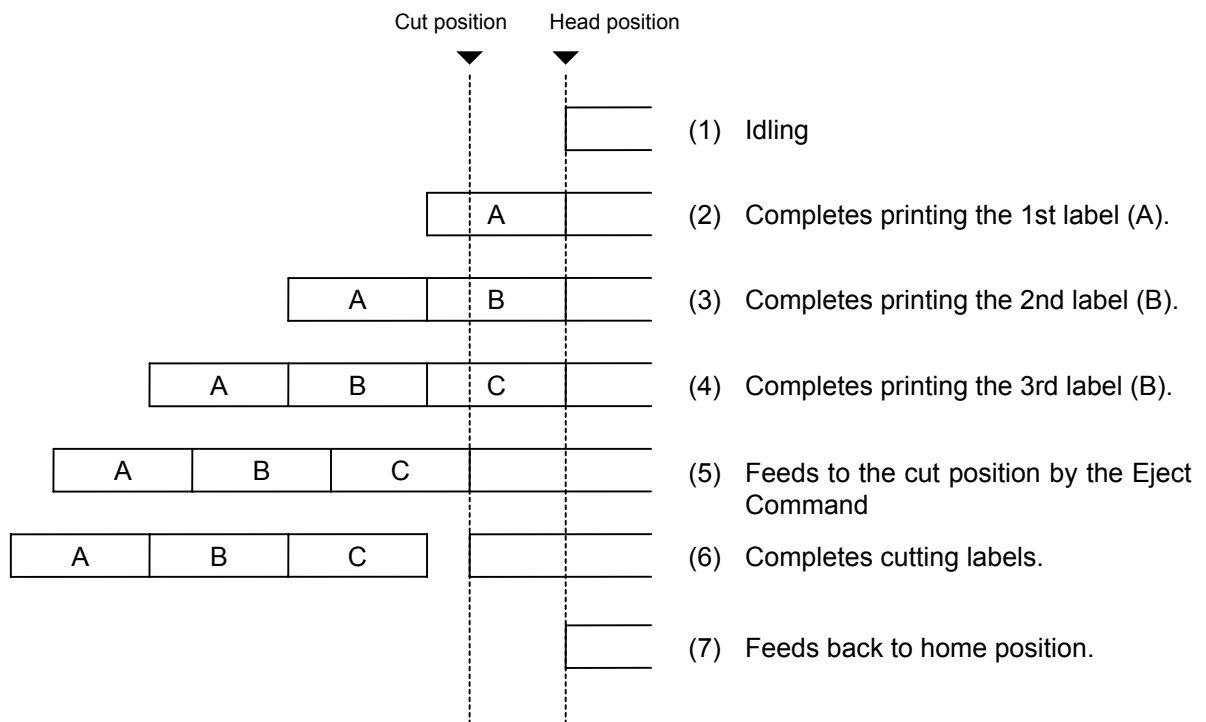 Cut position Head position
(1) Idling
A (2) Completes printing the 1st label (A).
A B (3) Completes printing the 2nd label (B).
A B C (4) Completes printing the 3rd label (B).
A B C (5) Feeds to the cut position by the Eject
Command
A B C (6) Completes cutting labels.
(7) Feeds back to home position.